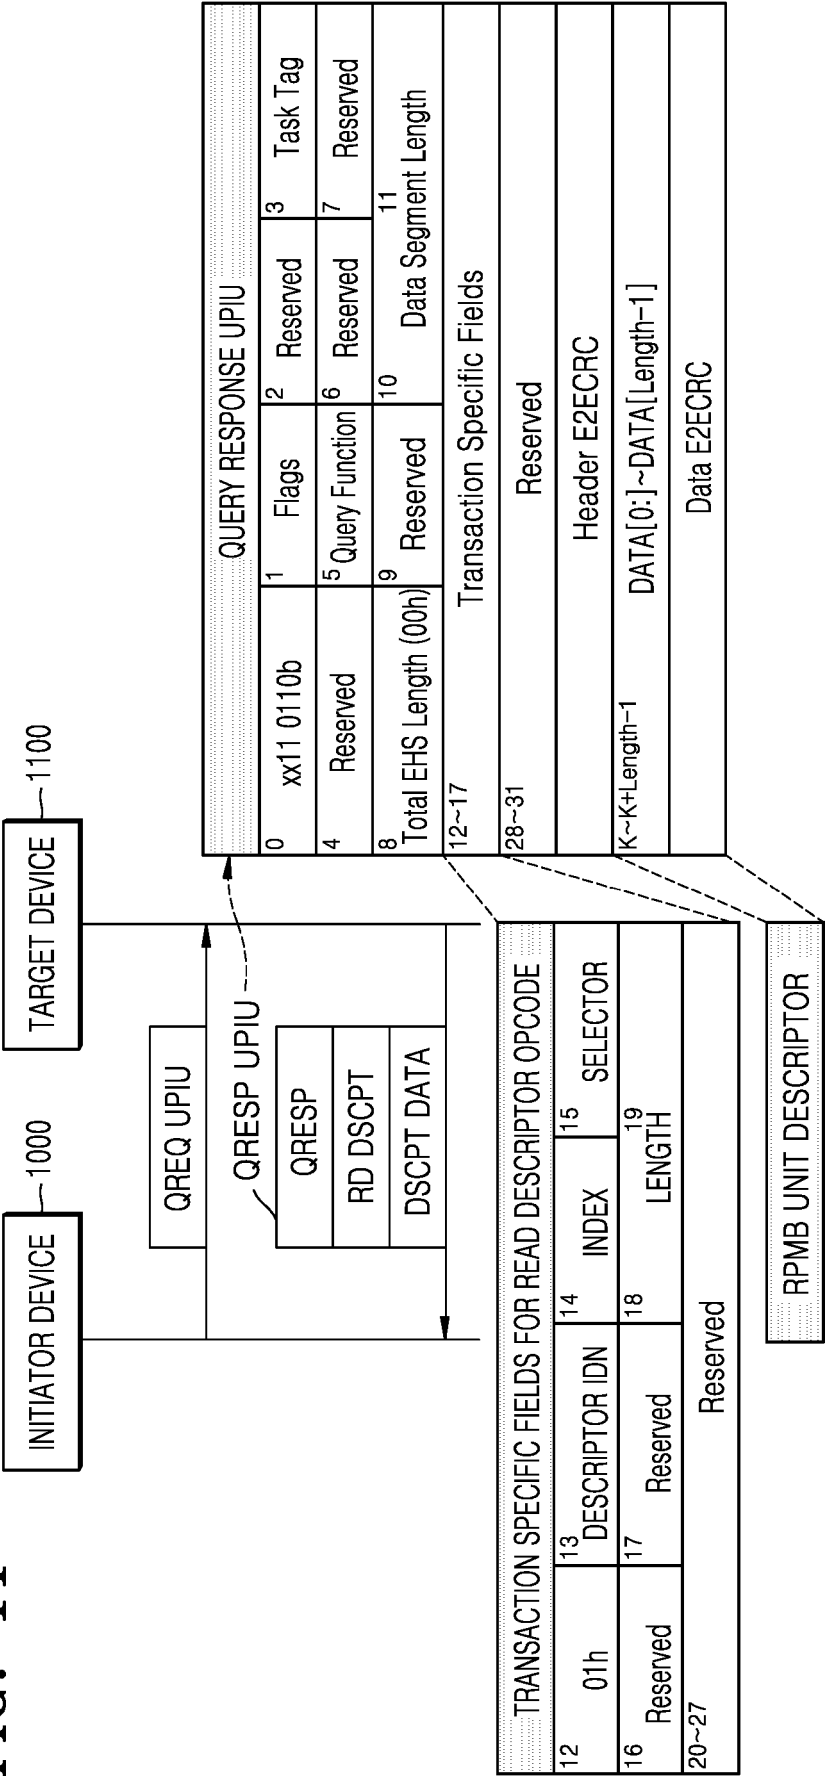 INITIATOR DEVICE
1000
TARGET DEVICE
1100
QREQ UPIU
QRESP UPIU
QRESP
RD DSCPT
DSCPT DATA
QUERY RESPONSE UPIU
0 xx11 0110b
1 Flags
2 Reserved
3 Task Tag
4 Reserved
5 Query Function
6 Reserved
7 Reserved
8 Total EHS Length (00h)
9 Reserved
10 11
Data Segment Length
12~17 Transaction Specific Fields
28~31 Reserved
Header E2ECRC
K~K+Length-1 DATA[0:]~DATA[Length-1]
Data E2ECRC
TRANSACTION SPECIFIC FIELDS FOR READ DESCRIPTOR OPCODE
12 01h
13 DESCRIPTOR IDN
14 INDEX
15 SELECTOR
16 Reserved
17 Reserved
18 19
LENGTH
20~27 Reserved
RPMB UNIT DESCRIPTOR